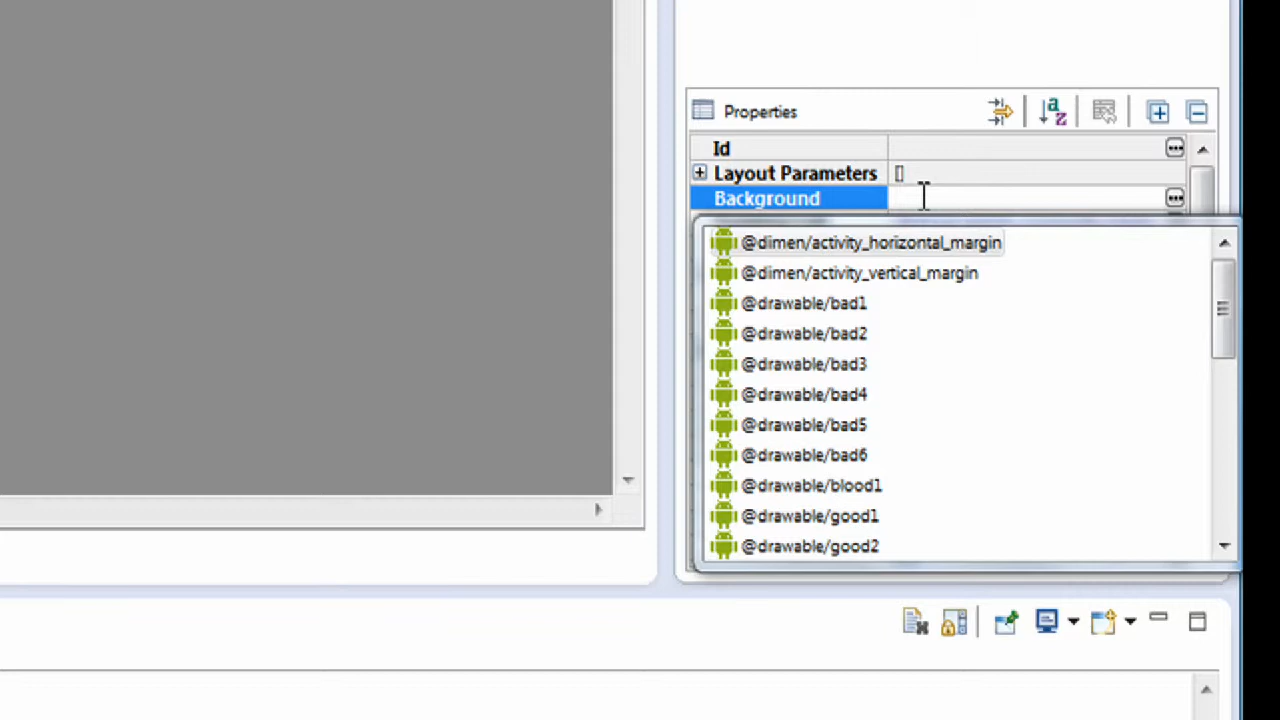 Properties
Id
Layout Parameters []
Background
@dimen/activity_horizontal_margin
@dimen/activity_vertical_margin
@drawable/bad1
@drawable/bad2
@drawable/bad3
@drawable/bad4
@drawable/bad5
@drawable/bad6
@drawable/blood1
@drawable/good1
@drawable/good2